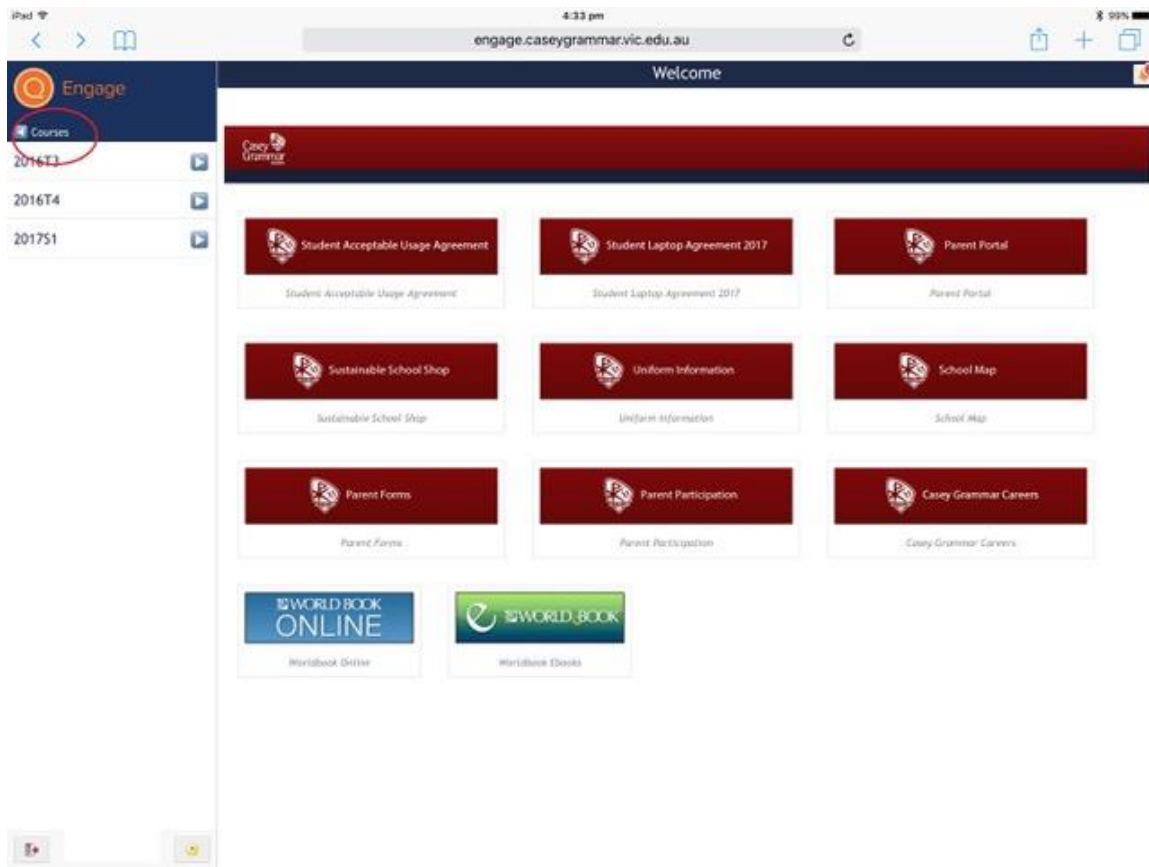 iPad
4:33 pm
99%
engage.caseygrammar.vic.edu.au
Engage
Welcome
Courses
2016T3
2016T4
2017S1
Casey
Grammar
Student Acceptable Usage Agreement
Student Laptop Agreement 2017
Parent Portal
Student Acceptable Usage Agreement
Student Laptop Agreement 2017
Parent Portal
Sustainable School Shop
Uniform Information
School Map
Sustainable School Shop
Uniform Information
School Map
Parent Forms
Parent Participation
Casey Grammar Careers
Parent Forms
Parent Participation
Casey Grammar Careers
WORLD BOOK
ONLINE
e WORLD BOOK
Worldbook Online
Worldbook Ebooks